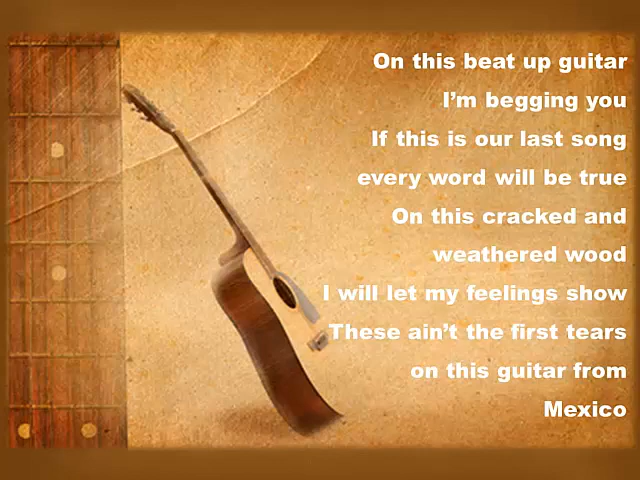 On this beat up guitar
I’m begging you
If this is our last song
every word will be true
On this cracked and
weathered wood
I will let my feelings show
These ain’t the first tears
on this guitar from
Mexico